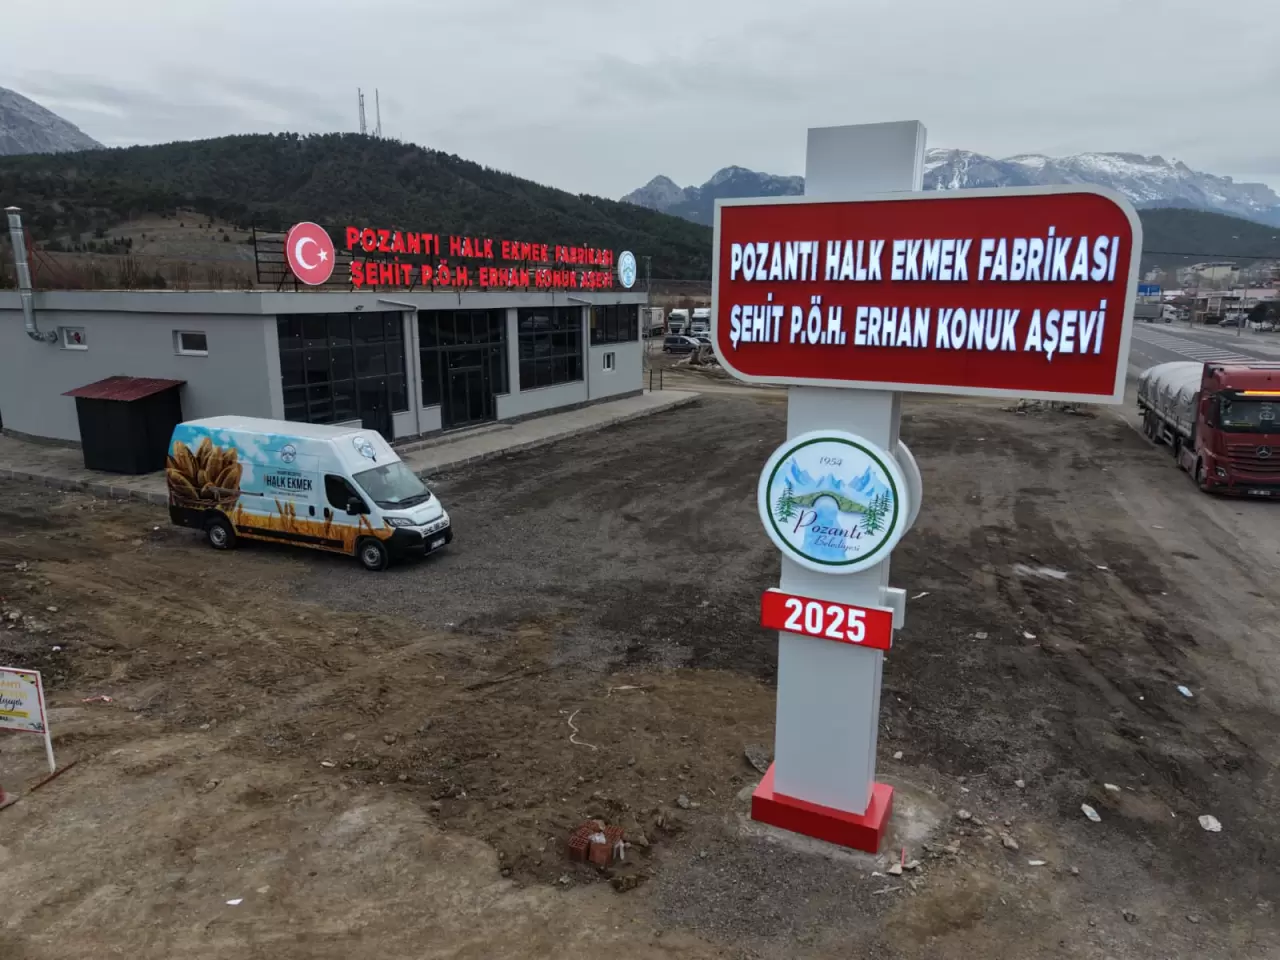 POZANTI HALK EKMEK FABRİKASI
ŞEHİT P.Ö.H. ERHAN KONUK AŞEVİ
POZANTI HALK EKMEK FABRİKASI
ŞEHİT P.Ö.H. ERHAN KONUK AŞEVİ
1954
Pozantı
Belediyesi
2025
HALK EKMEK